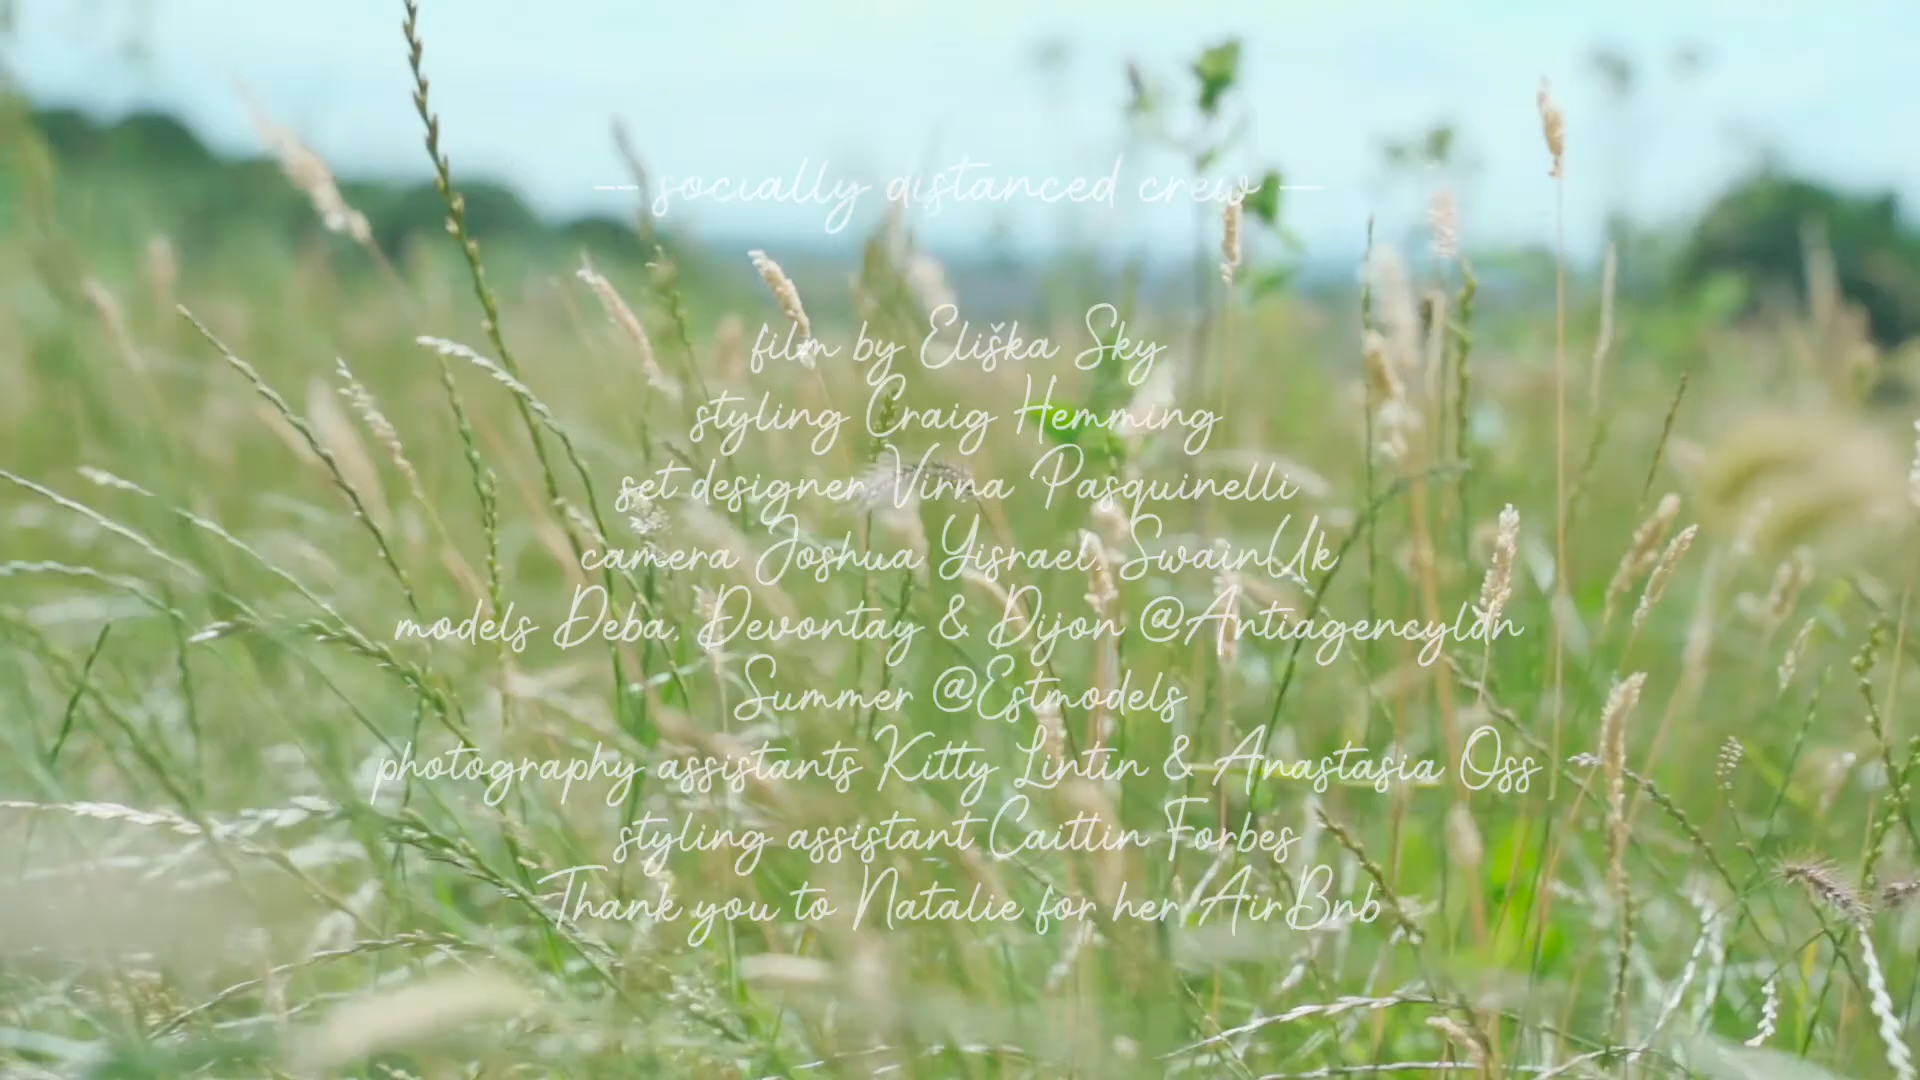 -- socially distanced crew --
film by Eliška Sky
styling Craig Hemming
set designer Virna Pasquinelli
camera Joshua Yisrael, SwainUk
models Deba, Devontay & Dijon @Antiagencyldn
Summer @Estmodels
photography assistants Kitty Lintin & Anastasia Oss
styling assistant Caitlin Forbes
Thank you to Natalie for her AirBnb